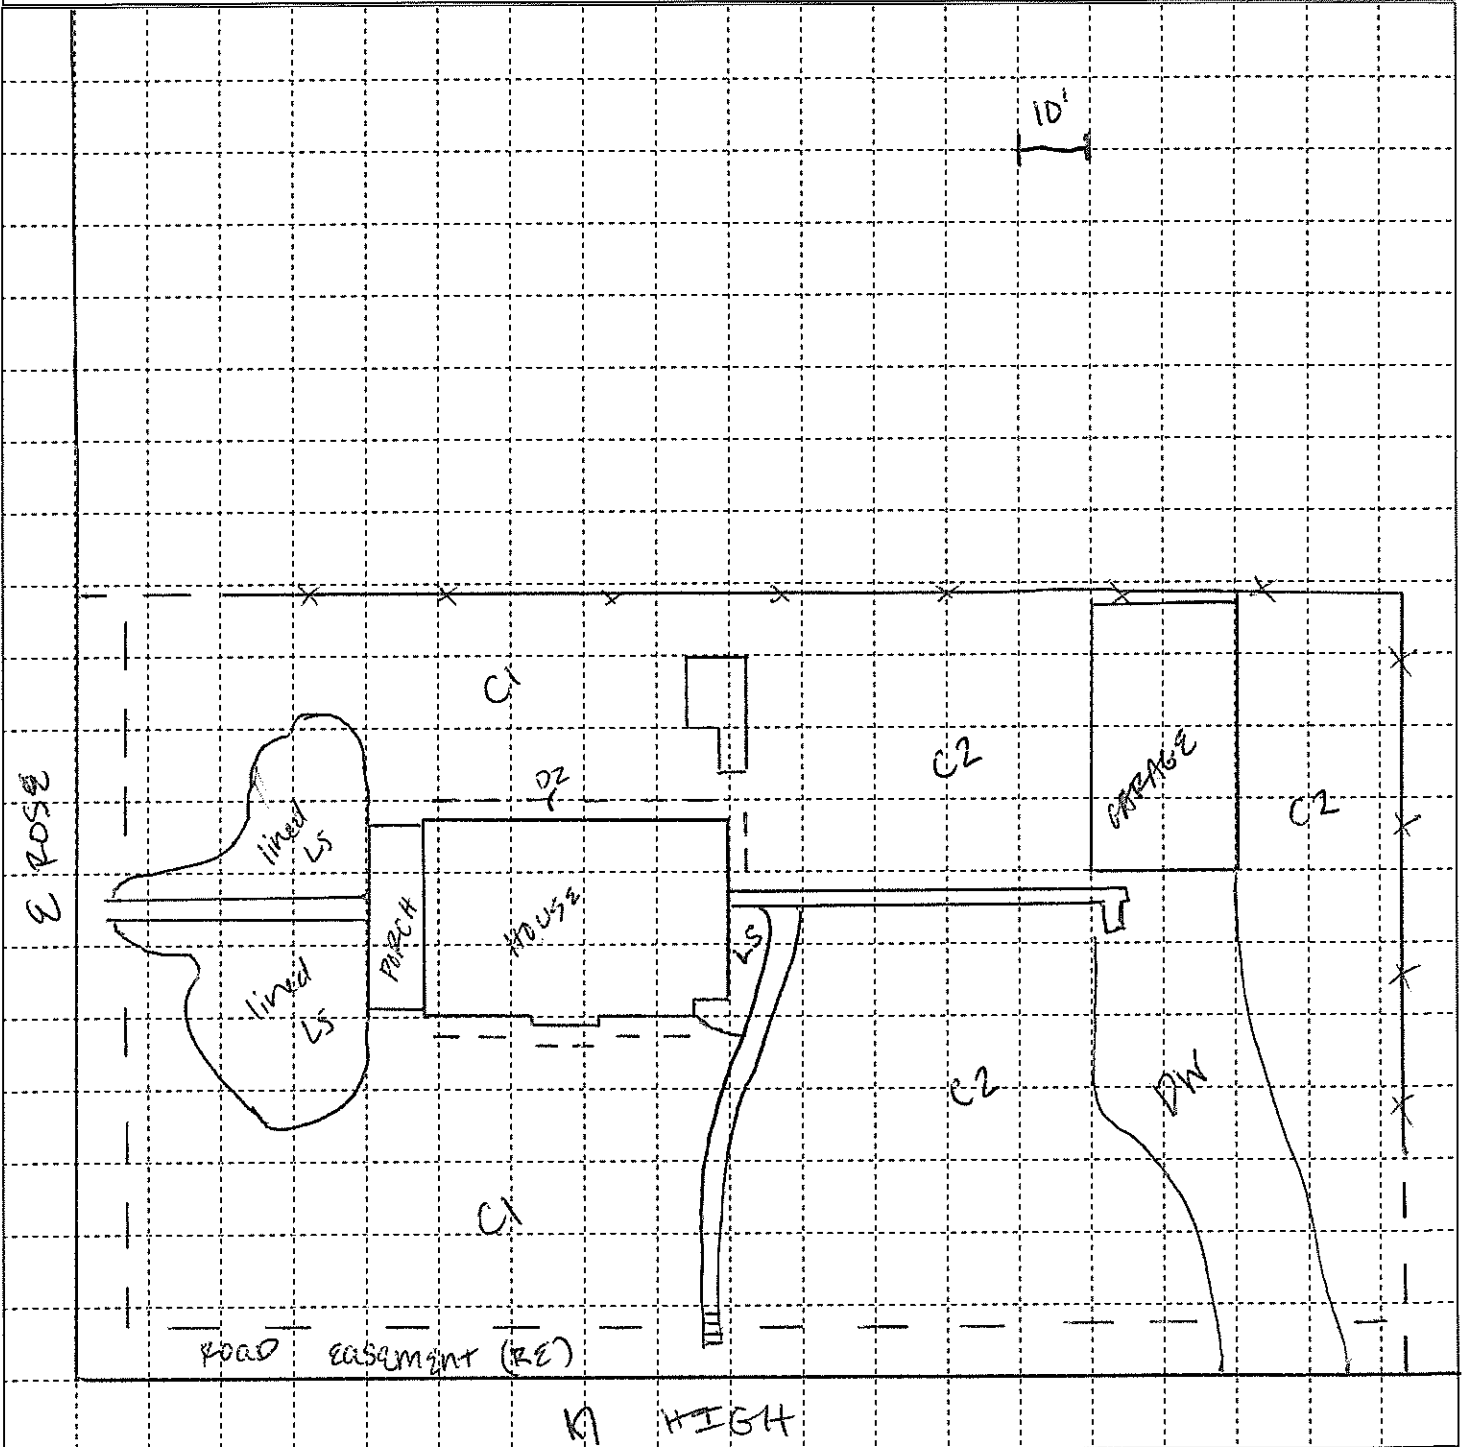 10'
C1
C2
DZ
GARAGE
C2
E ROSE
lined
LS
PORCH
HOUSE
LS
lined
LS
C2
DW
C1
ROAD easement (RE)
N HIGH